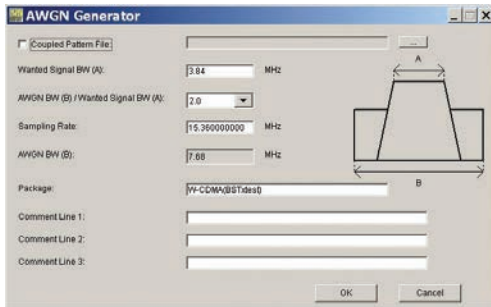 AWGN Generator
Coupled Pattern File:
...
Wanted Signal BW (A): 3.84 MHz
A
AWGN BW (B) / Wanted Signal BW (A): 2.0
Sampling Rate: 15.360000000 MHz
AWGN BW (B): 7.68 MHz
B
Package: W-CDMA(BSTxtest)
Comment Line 1:
Comment Line 2:
Comment Line 3:
OK Cancel